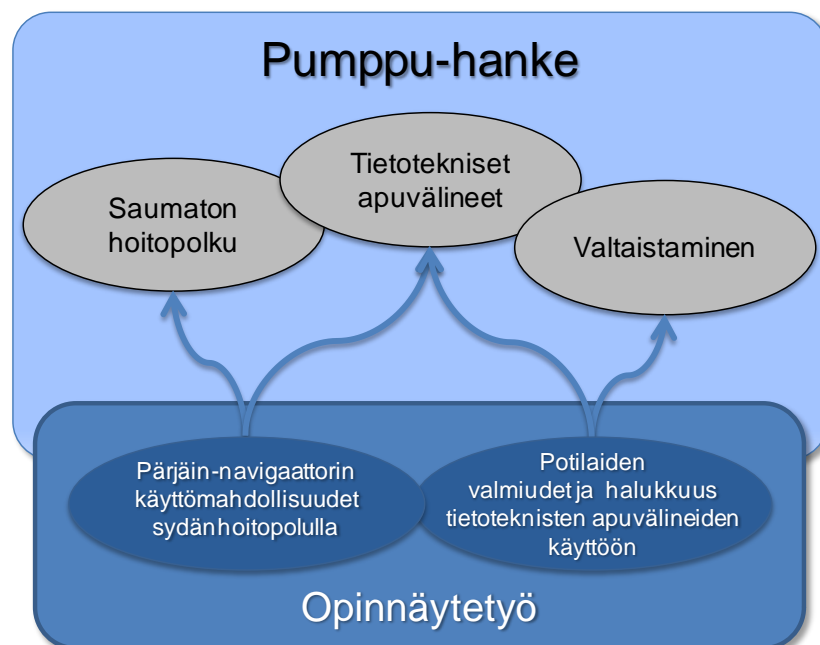 Pumppu-hanke
Tietotekniset
apuvälineet
Saumaton
hoitopolku
Valtaistaminen
Pärjäin-navigaattorin
käyttömahdollisuudet
sydänhoitopolulla
Potilaiden
valmiudet ja halukkuus
tietoteknisten apuvälineiden
käyttöön
Opinnäytetyö